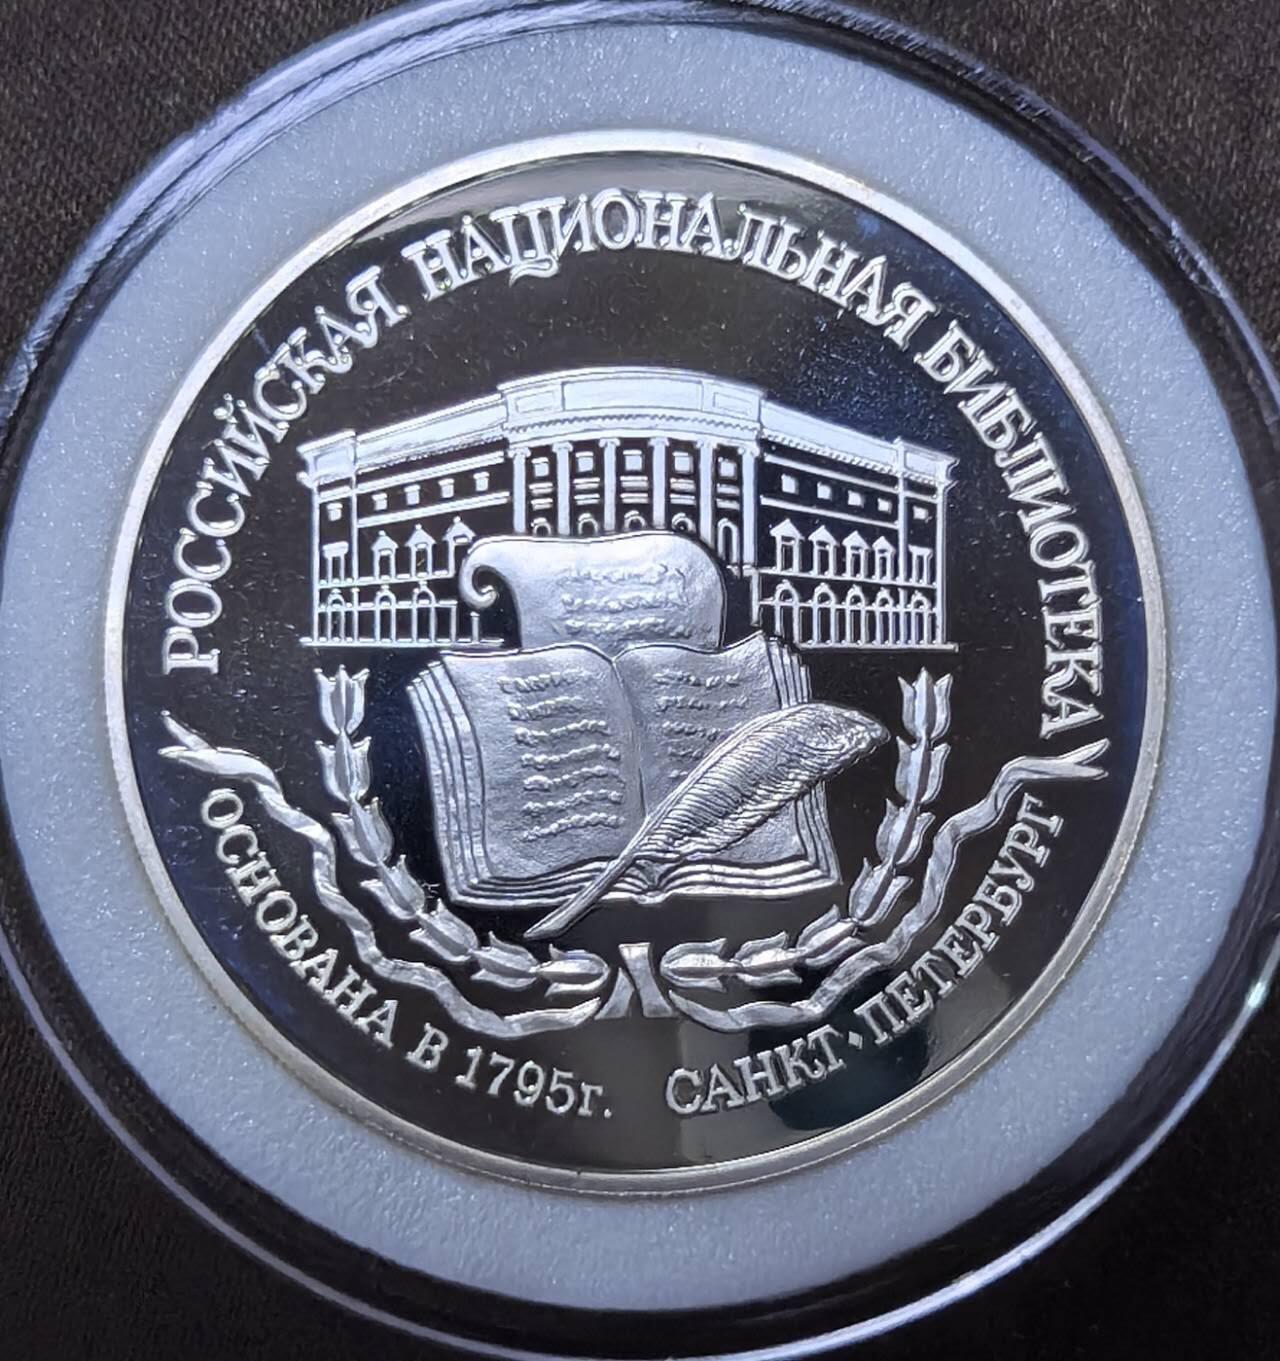 РОССИЙСКАЯ НАЦИОНАЛЬНАЯ БИБЛИОТЕКА
ОСНОВАНА В 1795г. САНКТ·ПЕТЕРБУРГ